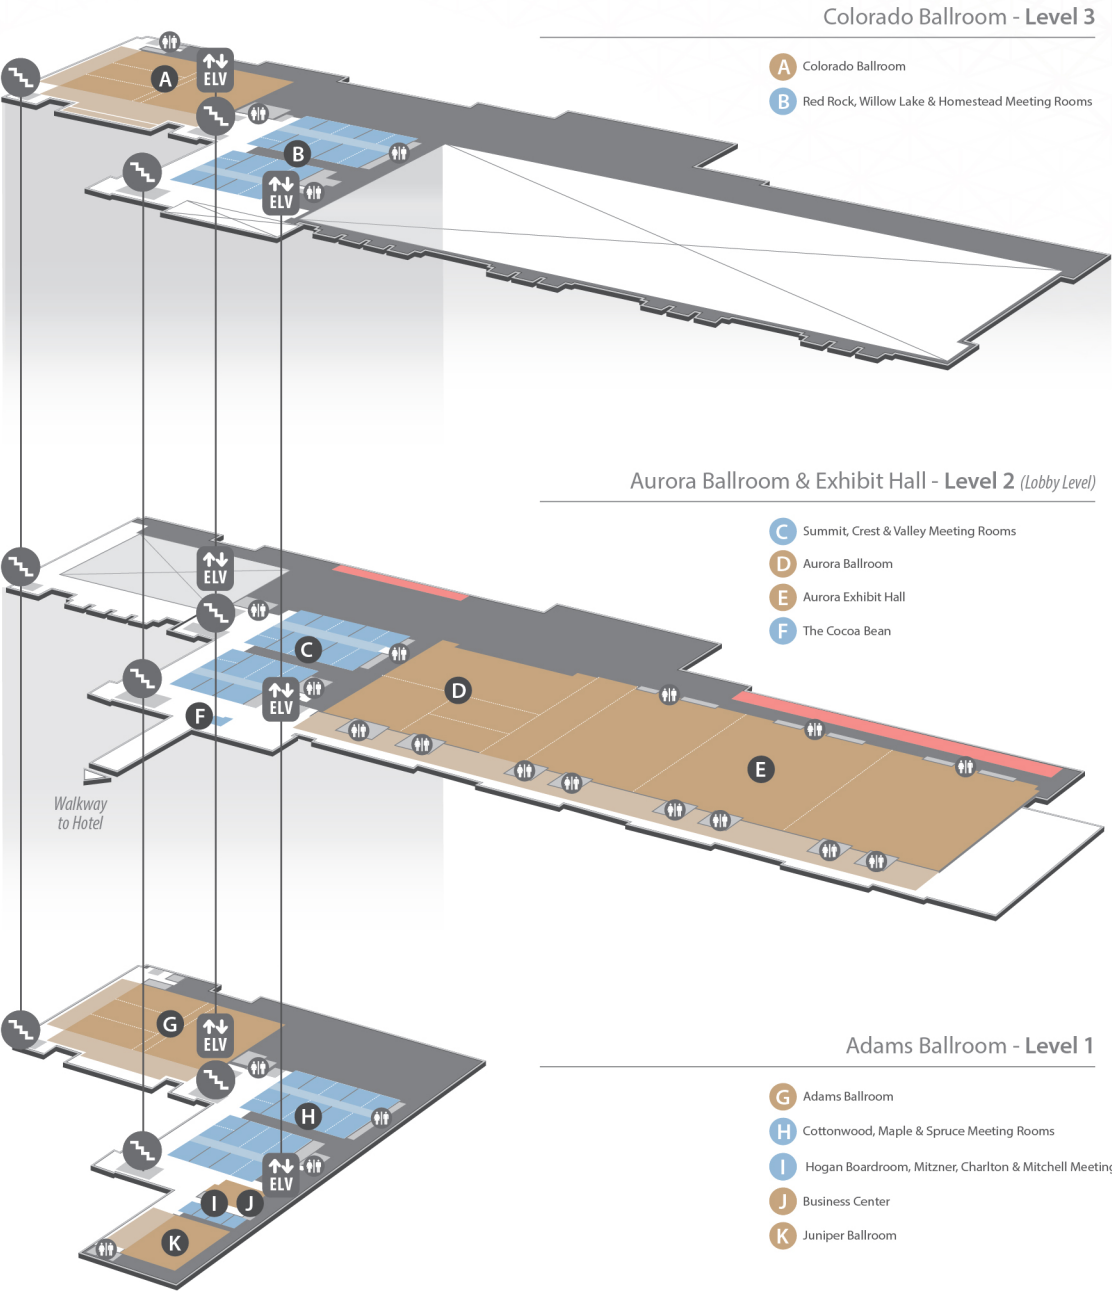 Colorado Ballroom - Level 3
A Colorado Ballroom
B Red Rock, Willow Lake & Homestead Meeting Rooms
A
ELV
B
ELV
Aurora Ballroom & Exhibit Hall - Level 2 (Lobby Level)
C Summit, Crest & Valley Meeting Rooms
D Aurora Ballroom
E Aurora Exhibit Hall
F The Cocoa Bean
ELV
C
D
ELV
F
E
Walkway
to Hotel
Adams Ballroom - Level 1
G Adams Ballroom
H Cottonwood, Maple & Spruce Meeting Rooms
I Hogan Boardroom, Mitzner, Charlton & Mitchell Meeting
J Business Center
K Juniper Ballroom
G
ELV
H
ELV
I
J
K